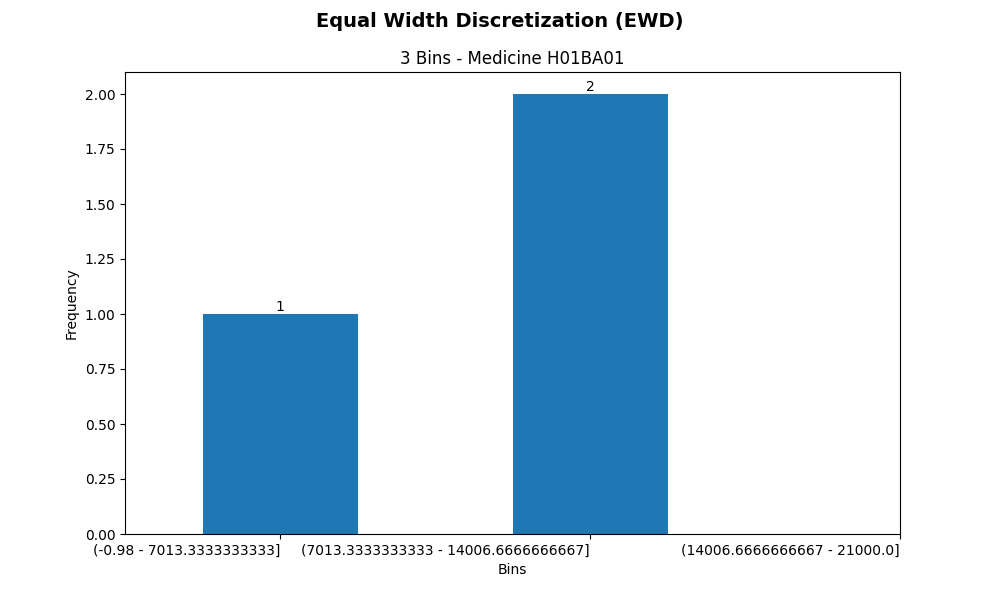 Equal Width Discretization (EWD)
3 Bins - Medicine H01BA01
2
2.00
1.75
1.50
1.25
1
1.00
0.75
0.50
0.25
0.00
Frequency
(-0.98 - 7013.3333333333] (7013.3333333333 - 14006.6666666667] (14006.6666666667 - 21000.0]
Bins